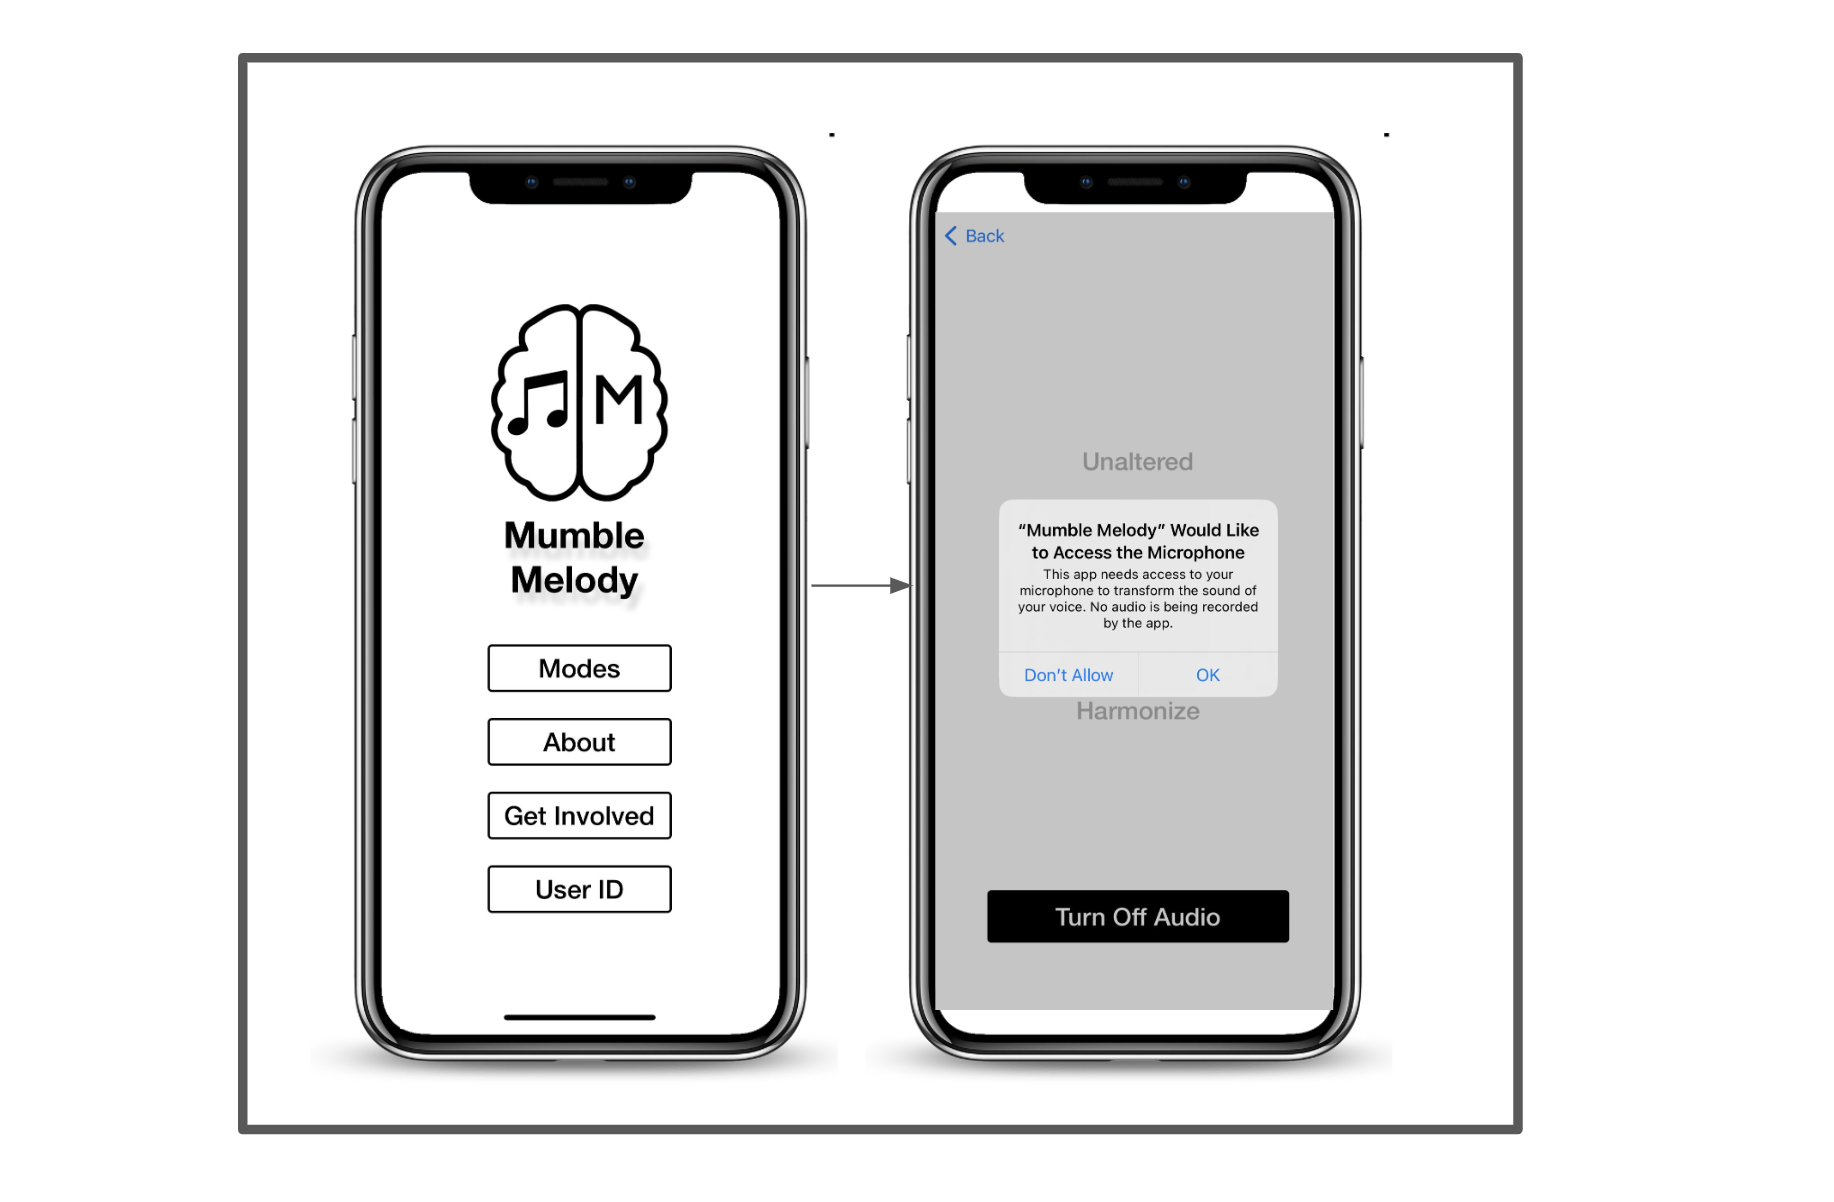 M
Mumble
Melody
Modes
About
Get Involved
User ID
Back
Unaltered
“Mumble Melody” Would Like
to Access the Microphone
This app needs access to your
microphone to transform the sound of
your voice. No audio is being recorded
by the app.
Don’t Allow OK
Harmonize
Turn Off Audio